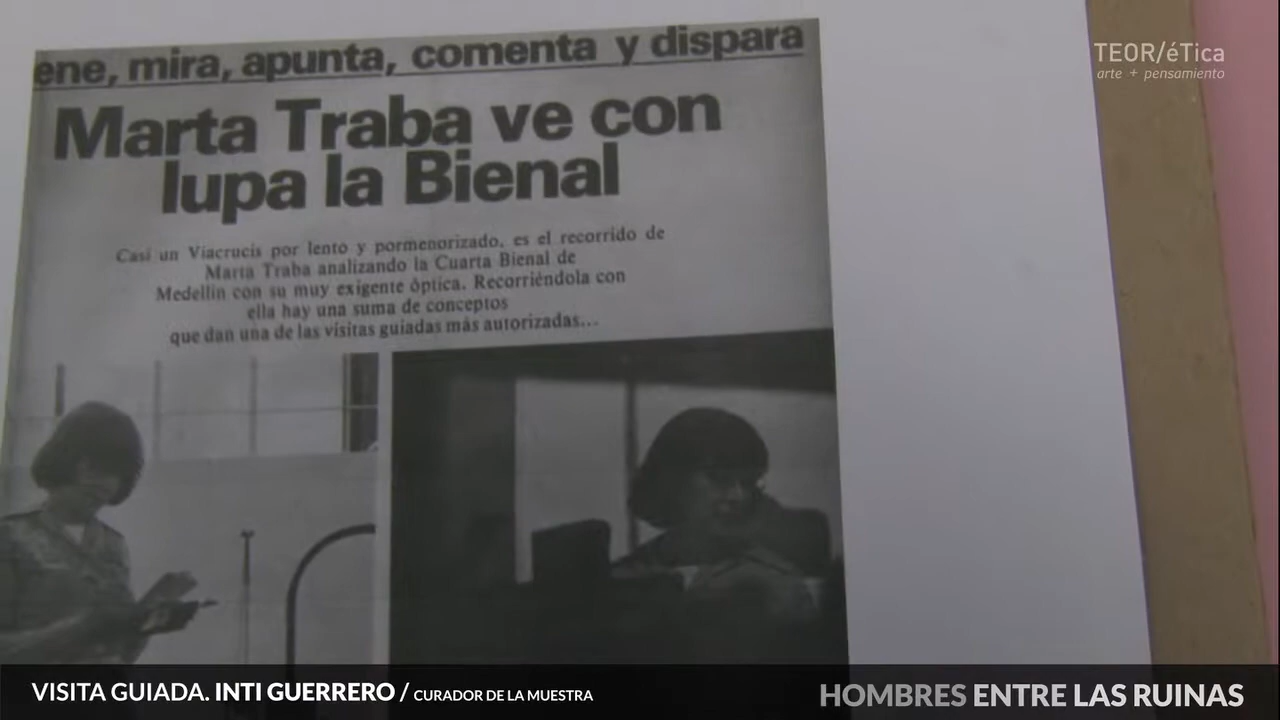 ene, mira, apunta, comenta y dispara
Marta Traba ve con
lupa la Bienal
Casi un Viacrucis por lento y pormenorizado, es el recorrido de
Marta Traba analizando la Cuarta Bienal de
Medellín con su muy exigente óptica. Recorriéndola con
ella hay una suma de conceptos
que dan una de las visitas guiadas más autorizadas...
TEOR/éTica
arte + pensamiento
VISITA GUIADA. INTI GUERRERO / CURADOR DE LA MUESTRA
HOMBRES ENTRE LAS RUINAS